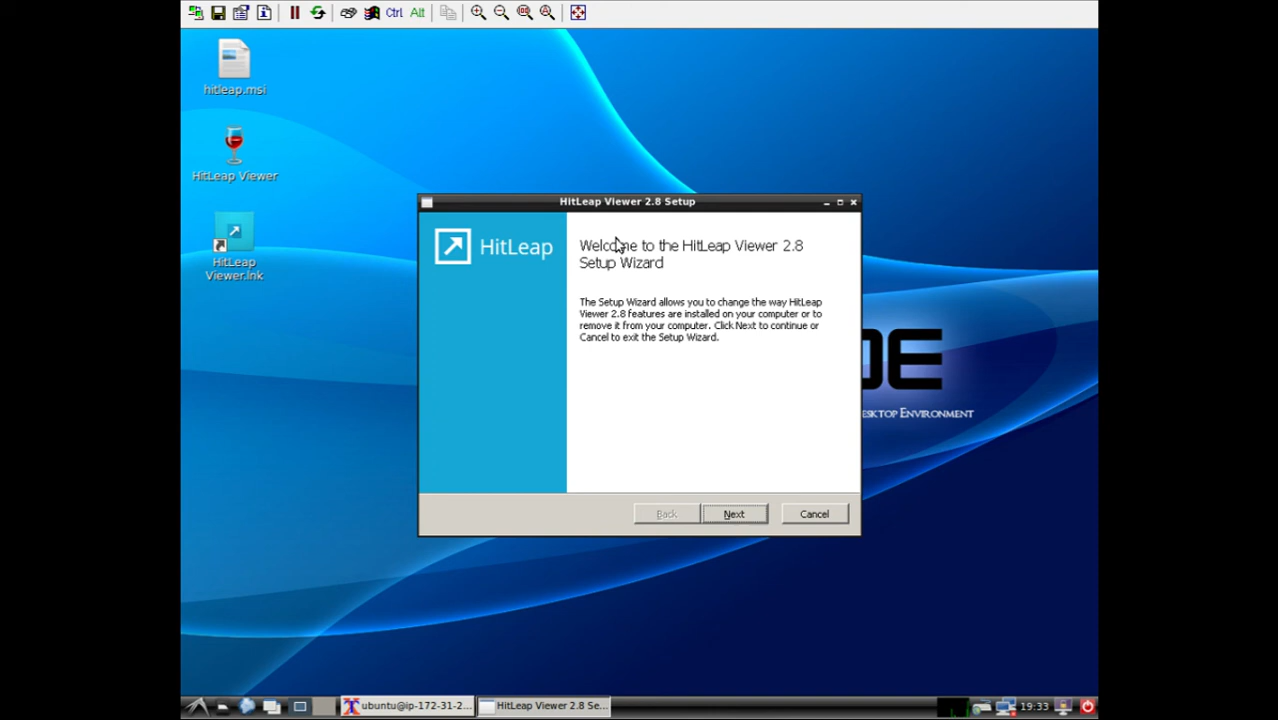 Ctrl Alt
hitleap.msi
HitLeap Viewer
HitLeap
Viewer.lnk
HitLeap Viewer 2.8 Setup
HitLeap
Welcome to the HitLeap Viewer 2.8
Setup Wizard
The Setup Wizard allows you to change the way HitLeap
Viewer 2.8 features are installed on your computer or to
remove it from your computer. Click Next to continue or
Cancel to exit the Setup Wizard.
Back Next Cancel
DE
ESKTOP ENVIRONMENT
ubuntu@ip-172-31-2... HitLeap Viewer 2.8 Se... 19:33